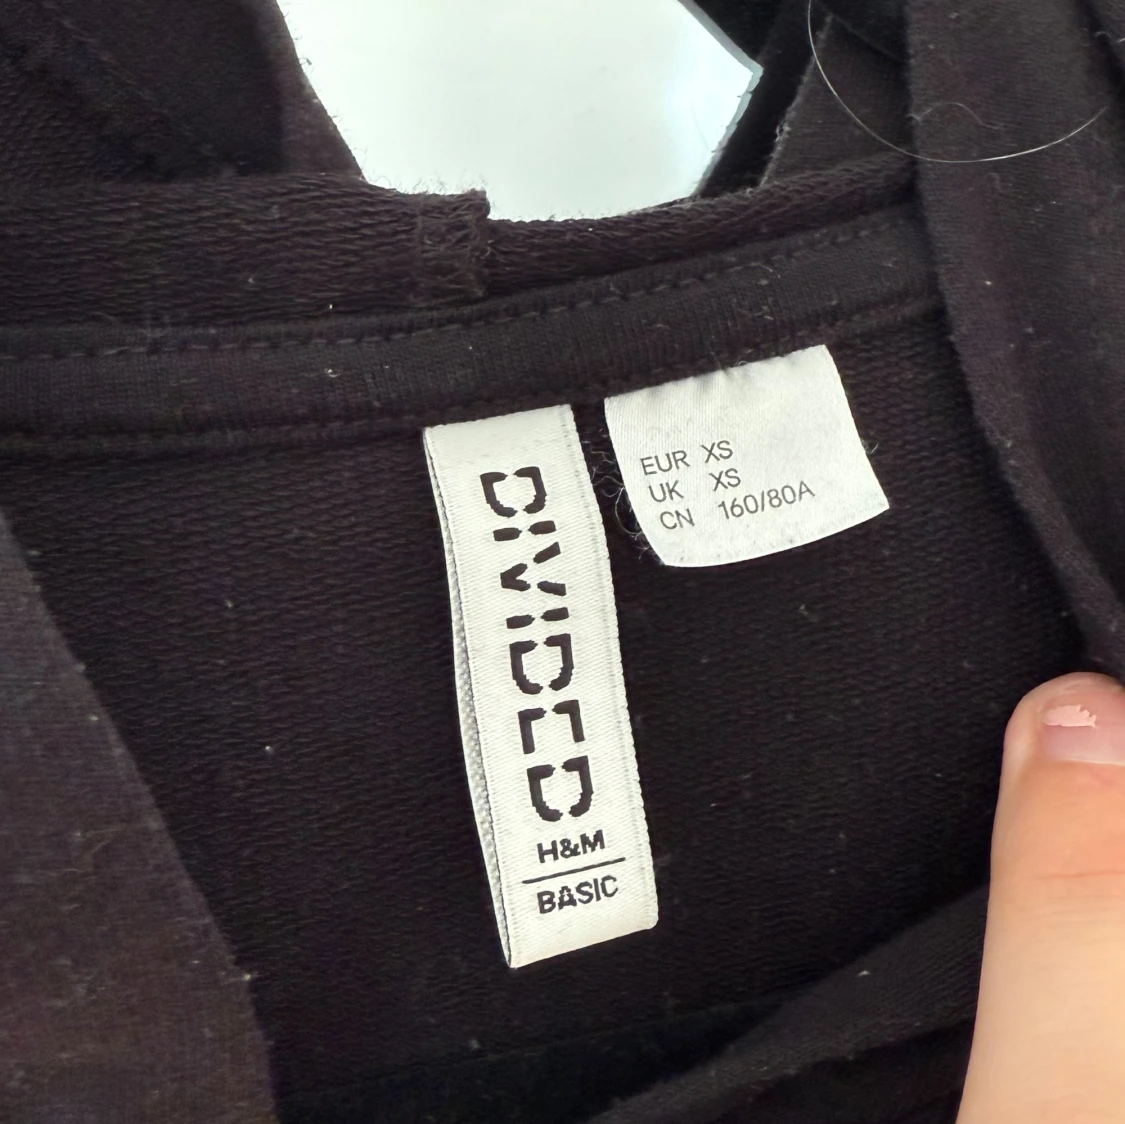 DIVIDED
H&M
BASIC
EUR XS
UK XS
CN 160/80A